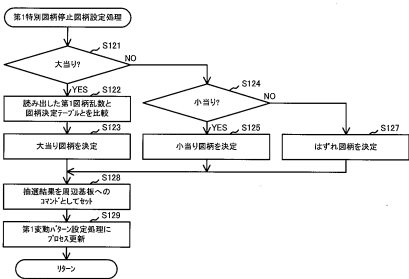 第1特別図柄停止図柄設定処理
S121
大当り?
NO
YES
S122
読み出した第1図柄乱数と
図柄決定テーブルとを比較
S123
大当り図柄を決定
S124
小当り?
NO
YES
S125
小当り図柄を決定
S127
はずれ図柄を決定
S128
抽選結果を周辺基板への
コマンドとしてセット
S129
第1変動パターン設定処理に
プロセス更新
リターン